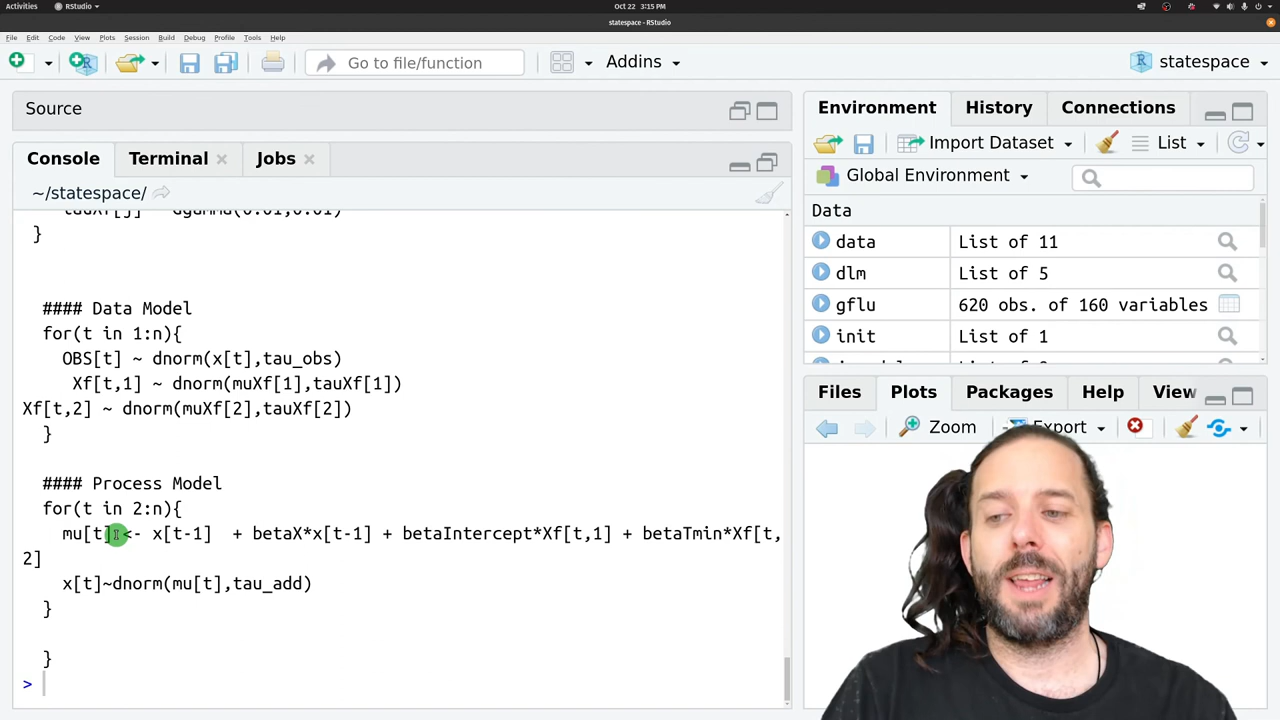 Activities RStudio Oct 22 3:15 PM
statespace - RStudio
File Edit Code View Plots Session Build Debug Profile Tools Help
Go to file/function Addins statespace
Source
Console Terminal Jobs
~/statespace/
}
#### Data Model
for(t in 1:n){
OBS[t] ~ dnorm(x[t],tau_obs)
Xf[t,1] ~ dnorm(muXf[1],tauXf[1])
Xf[t,2] ~ dnorm(muXf[2],tauXf[2])
}
#### Process Model
for(t in 2:n){
mu[t] <- x[t-1]  + betaX*x[t-1] + betaIntercept*Xf[t,1] + betaTmin*Xf[t,
2]
x[t]~dnorm(mu[t],tau_add)
}
}
>
Environment History Connections
Import Dataset List
Global Environment
Data
data List of 11
dlm List of 5
gflu 620 obs. of 160 variables
init List of 1
Files Plots Packages Help View
Zoom Export